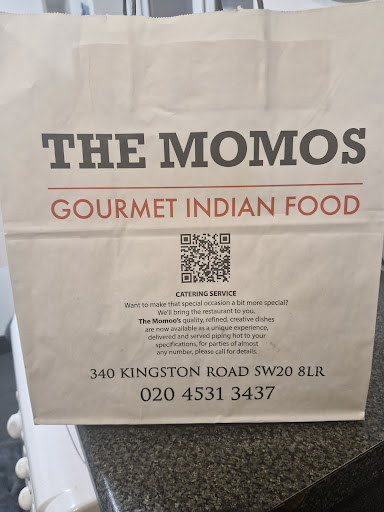 THE MOMOS
GOURMET INDIAN FOOD
CATERING SERVICE
Want to make that special occasion a bit more special?
We'll bring the restaurant to you.
The Momoo's quality, refined, creative dishes
are now available as a unique experience,
delivered and served piping hot to your
specifications, for parties of almost
any number, please call for details.
340 KINGSTON ROAD SW20 8LR
020 4531 3437